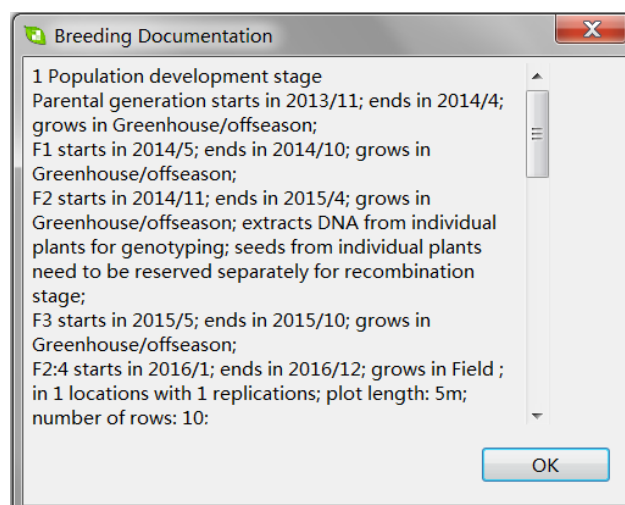 Breeding Documentation
1 Population development stage
Parental generation starts in 2013/11; ends in 2014/4;
grows in Greenhouse/offseason;
F1 starts in 2014/5; ends in 2014/10; grows in
Greenhouse/offseason;
F2 starts in 2014/11; ends in 2015/4; grows in
Greenhouse/offseason; extracts DNA from individual
plants for genotyping; seeds from individual plants
need to be reserved separately for recombination
stage;
F3 starts in 2015/5; ends in 2015/10; grows in
Greenhouse/offseason;
F2:4 starts in 2016/1; ends in 2016/12; grows in Field ;
in 1 locations with 1 replications; plot length: 5m;
number of rows: 10:
OK